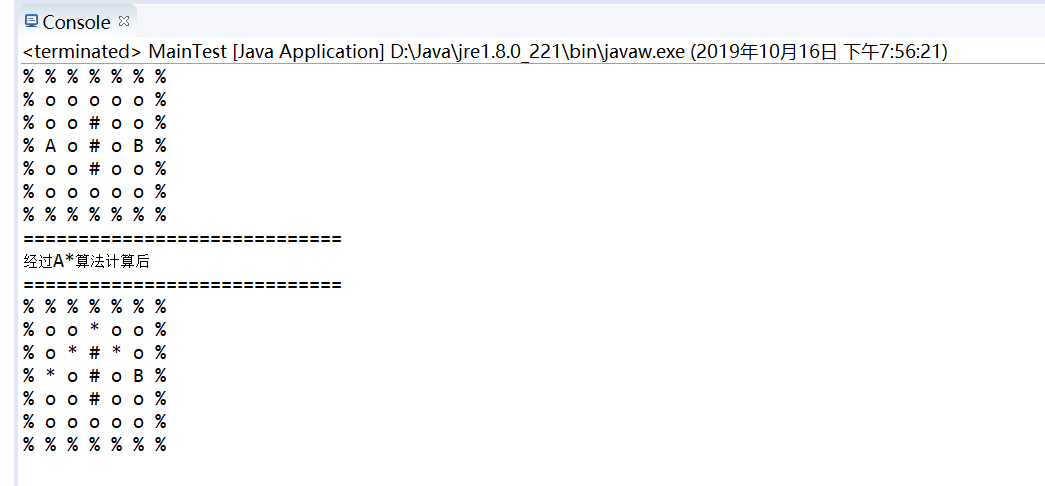 Console
<terminated> MainTest [Java Application] D:\Java\jre1.8.0_221\bin\javaw.exe (2019年10月16日 下午7:56:21)
% % % % % % %
% o o o o o %
% o o # o o %
% A o # o B %
% o o # o o %
% o o o o o %
% % % % % % %
=============================
经过A*算法计算后
=============================
% % % % % % %
% o o * o o %
% o * # * o %
% * o # o B %
% o o # o o %
% o o o o o %
% % % % % % %